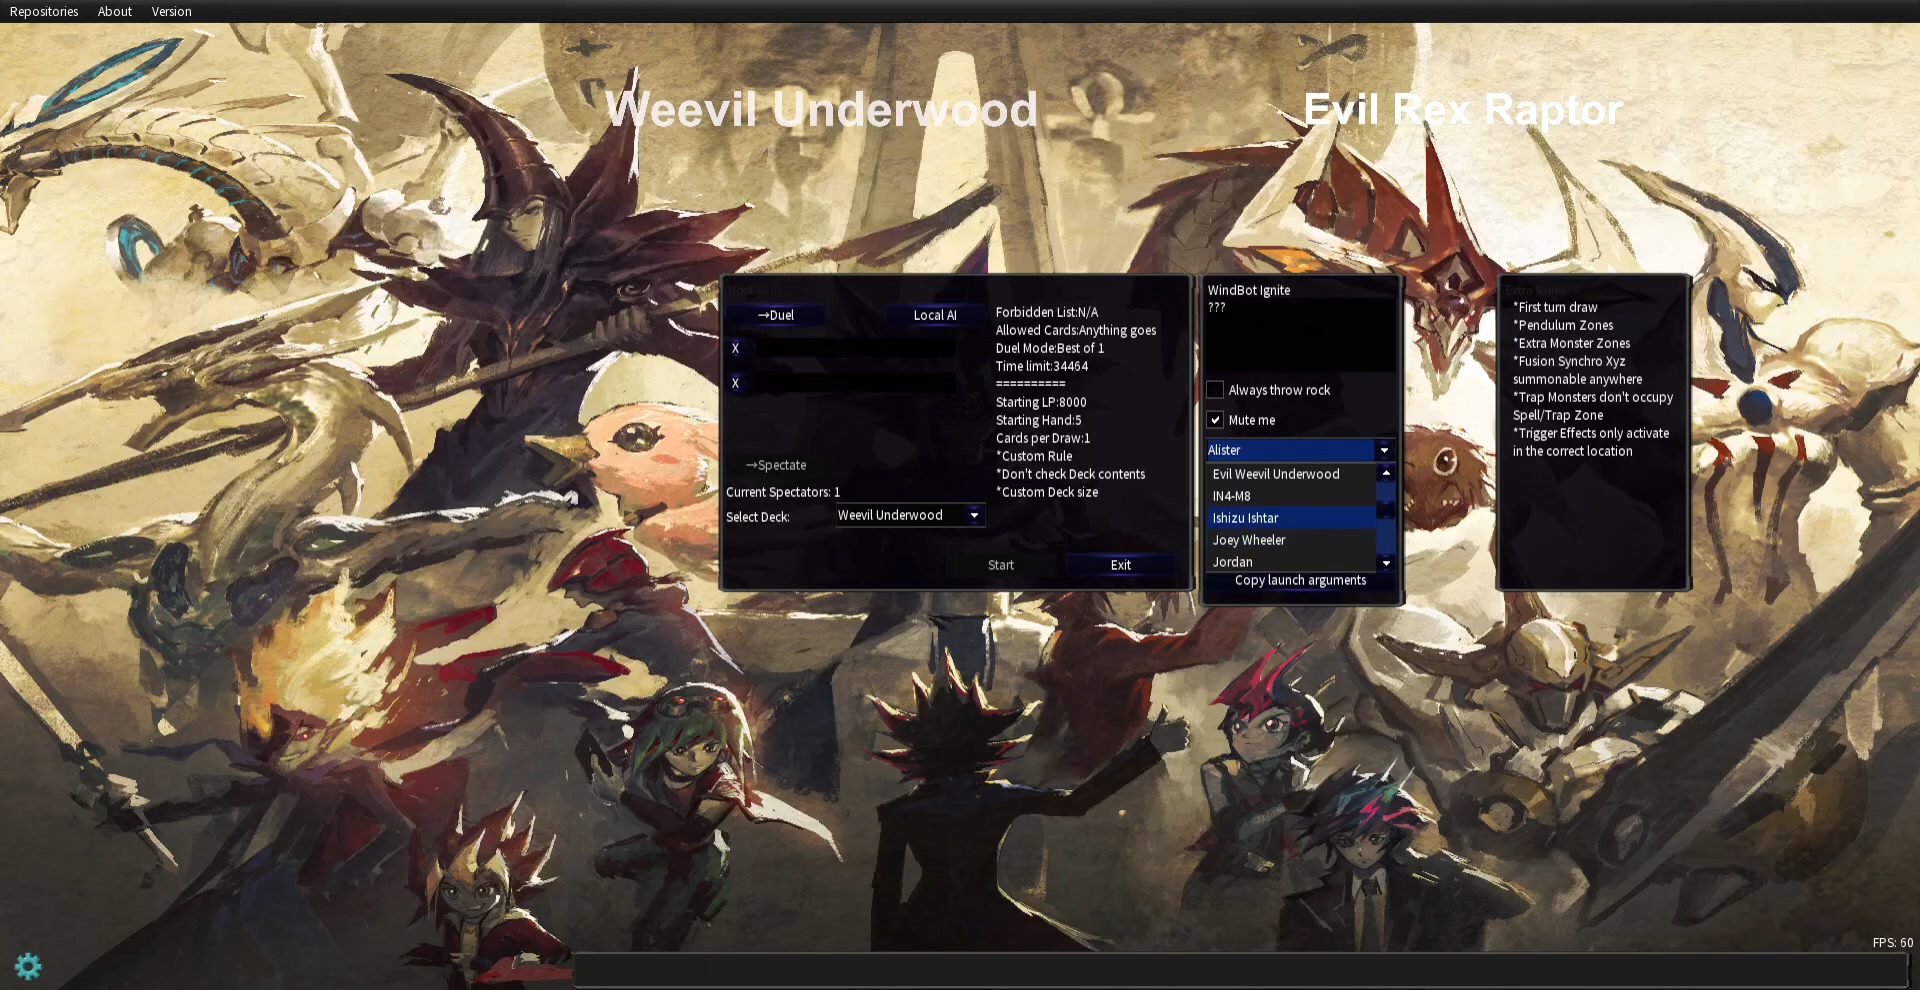 Repositories About Version
Weevil Underwood
Evil Rex Raptor
Host
→Duel
Local AI
X
X
→Spectate
Current Spectators: 1
Select Deck:
Weevil Underwood
Start
Exit
Forbidden List:N/A
Allowed Cards:Anything goes
Duel Mode:Best of 1
Time limit:34464
==========
Starting LP:8000
Starting Hand:5
Cards per Draw:1
*Custom Rule
*Don't check Deck contents
*Custom Deck size
WindBot Ignite
???
Always throw rock
Mute me
Alister
Evil Weevil Underwood
IN4-M8
Ishizu Ishtar
Joey Wheeler
Jordan
Copy launch arguments
Extra Rules
*First turn draw
*Pendulum Zones
*Extra Monster Zones
*Fusion Synchro Xyz
summonable anywhere
*Trap Monsters don't occupy
Spell/Trap Zone
*Trigger Effects only activate
in the correct location
FPS: 60